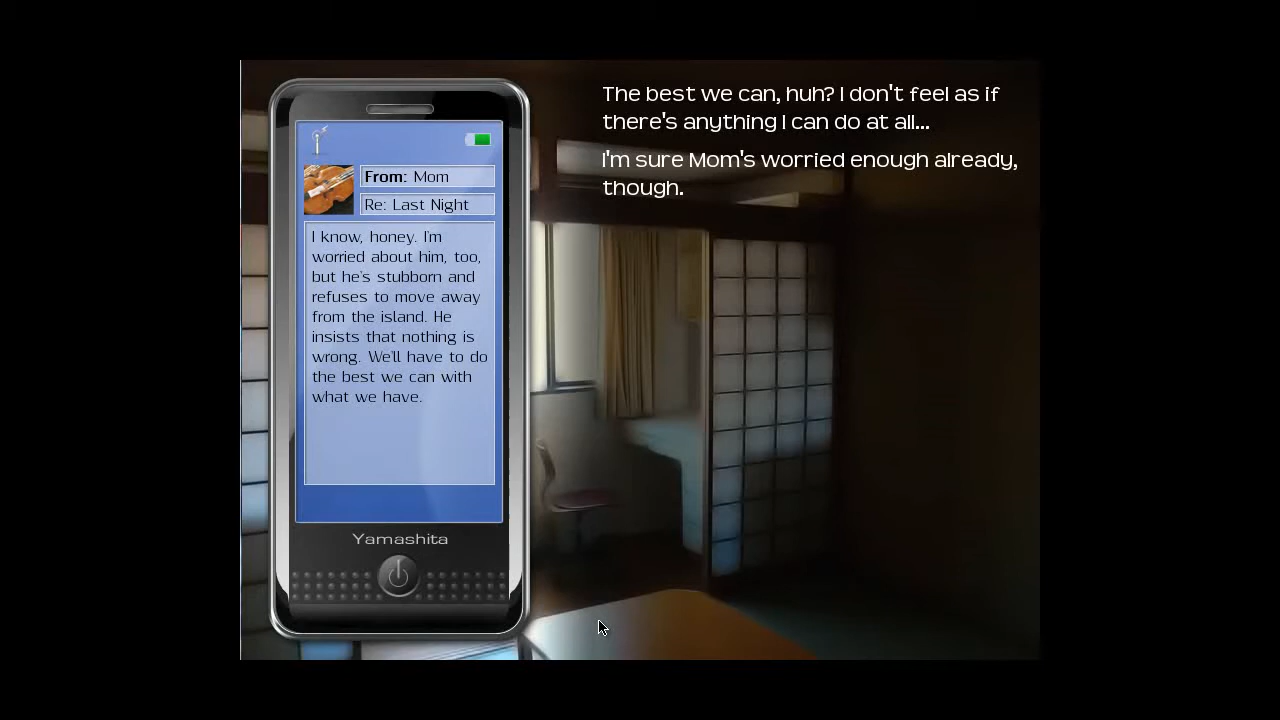 The best we can, huh? I don't feel as if
there's anything I can do at all...
I'm sure Mom's worried enough already,
though.
From: Mom
Re: Last Night
I know, honey. I'm
worried about him, too,
but he's stubborn and
refuses to move away
from the island. He
insists that nothing is
wrong. We'll have to do
the best we can with
what we have.
Yamashita